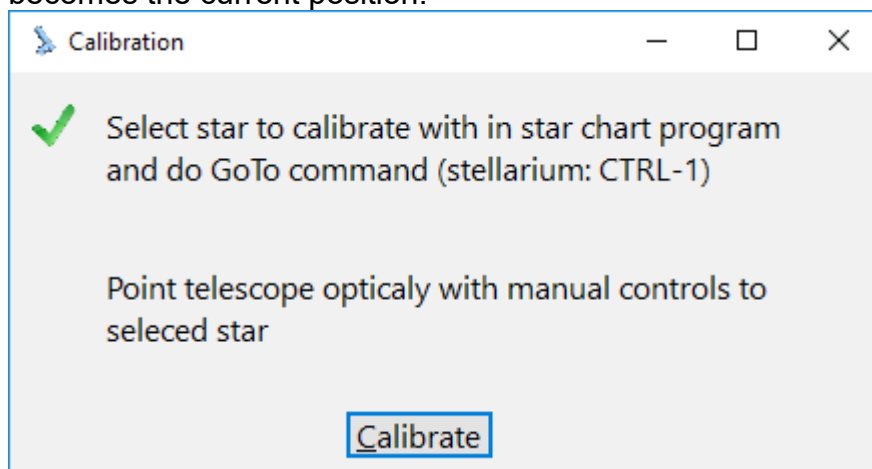 becomes the current position.
Calibration
Select star to calibrate with in star chart program
and do GoTo command (stellarium: CTRL-1)
Point telescope opticaly with manual controls to
seleced star
Calibrate